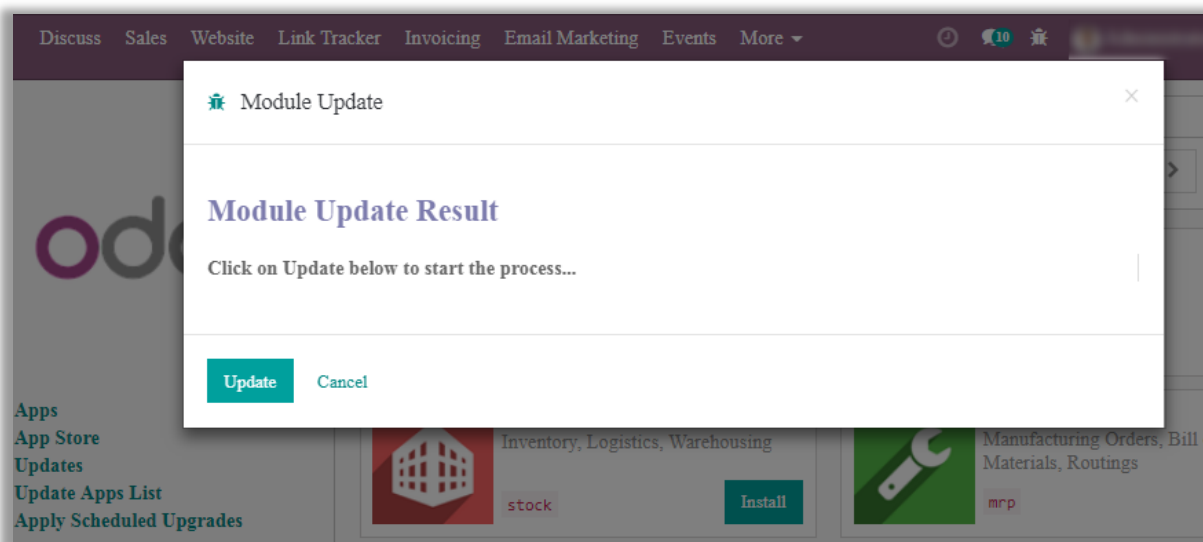 Discuss Sales Website Link Tracker Invoicing Email Marketing Events More 10
Module Update
×
Module Update Result
Click on Update below to start the process...
Update Cancel
Apps
App Store
Updates
Update Apps List
Apply Scheduled Upgrades
Inventory, Logistics, Warehousing
stock
Install
Manufacturing Orders, Bill
Materials, Routings
mrp